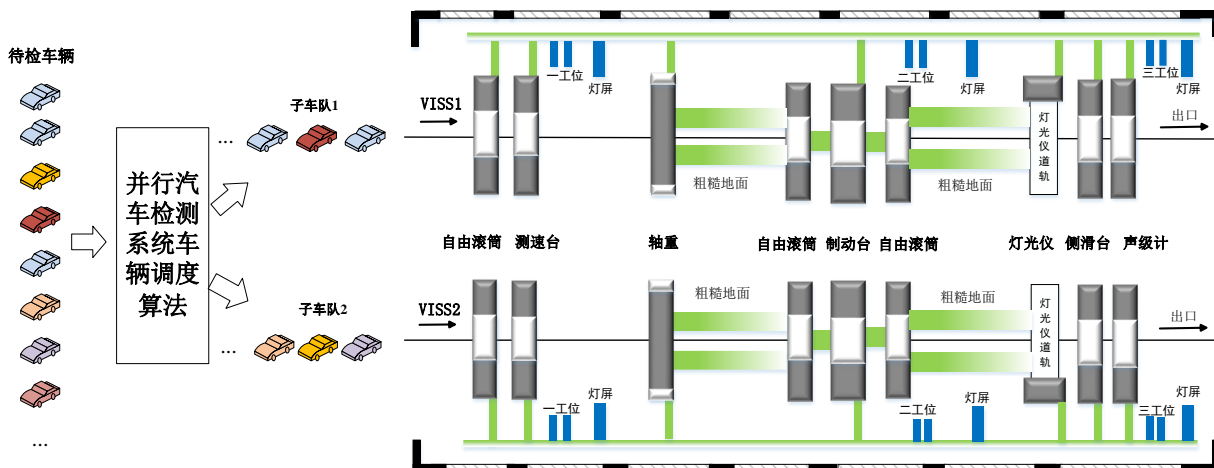 待检车辆
...
并行汽
车检测
系统车
辆调度
算法
子车队1
...
子车队2
...
VISS1
一工位
灯屏
粗糙地面
二工位
灯屏
粗糙地面
灯光仪道轨
三工位
灯屏
出口
自由滚筒
测速台
轴重
自由滚筒
制动台
自由滚筒
灯光仪
侧滑台
声级计
VISS2
粗糙地面
粗糙地面
灯光仪道轨
出口
一工位
灯屏
二工位
灯屏
三工位
灯屏